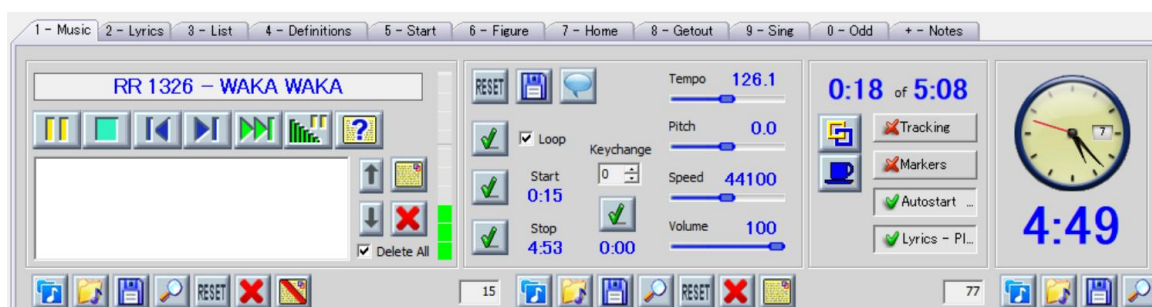 1 - Music 2 - Lyrics 3 - List 4 - Definitions 5 - Start 6 - Figure 7 - Home 8 - Getout 9 - Sing 0 - Odd + - Notes
RR 1326 - WAKA WAKA
Delete All
RESET
Loop
Keychange
0
Start
0:15
Stop
4:53
0:00
Tempo 126.1
Pitch 0.0
Speed 44100
Volume 100
0:18 of 5:08
Tracking
Markers
Autostart ...
Lyrics - Pl...
7
4:49
RESET 15 RESET 77